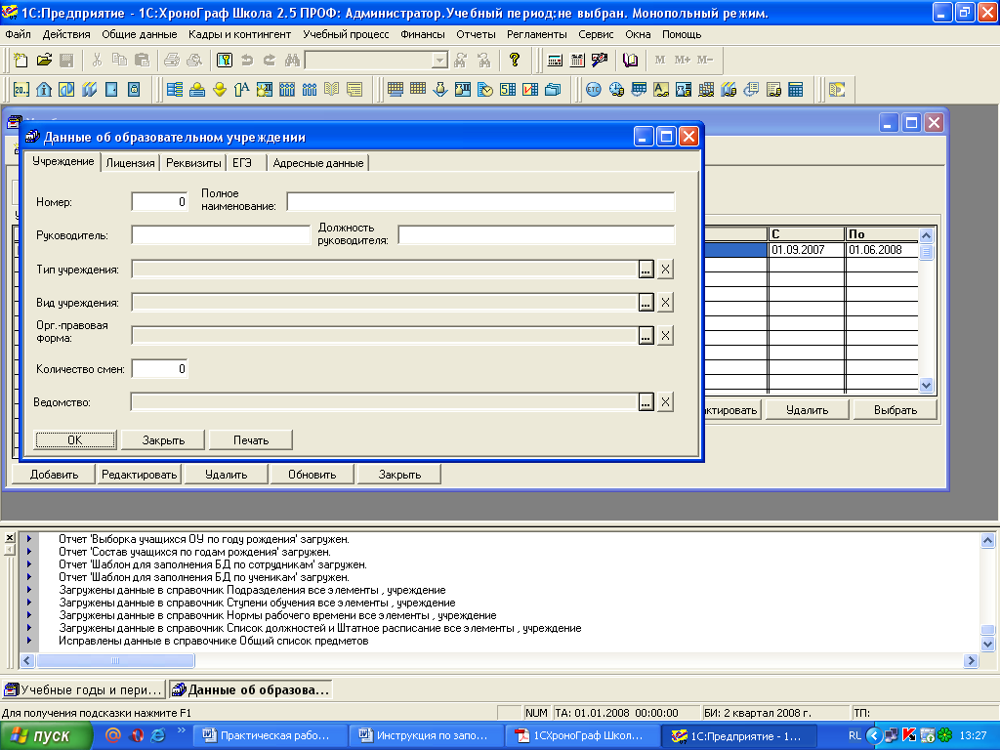 1С:Предприятие - 1С:ХроноГраф Школа 2.5 ПРОФ: Администратор.Учебный период:не выбран. Монопольный режим.
Файл Действия Общие данные Кадры и контингент Учебный процесс Финансы Отчеты Регламенты Сервис Окна Помощь
M M+ M−
Данные об образовательном учреждении
Учреждение Лицензия Реквизиты ЕГЭ Адресные данные
Номер: 0 Полное наименование:
Руководитель: Должность руководителя:
Тип учреждения: ... X
Вид учреждения: ... X
Орг.-правовая форма: ... X
Количество смен: 0
Ведомство: ... X
OK Закрыть Печать
С По
01.09.2007 01.06.2008
Удалить Выбрать
Добавить Редактировать Удалить Обновить Закрыть
Отчет 'Выборка учащихся ОУ по году рождения' загружен.
Отчет 'Состав учащихся по годам рождения' загружен.
Отчет 'Шаблон для заполнения БД по сотрудникам' загружен.
Отчет 'Шаблон для заполнения БД по ученикам' загружен.
Загружены данные в справочник Подразделения все элементы , учреждение
Загружены данные в справочник Ступени обучения все элементы , учреждение
Загружены данные в справочник Нормы рабочего времени все элементы , учреждение
Загружены данные в справочник Список должностей и Штатное расписание все элементы , учреждение
Исправлены данные в справочнике Общий список предметов
Учебные годы и пери... Данные об образова...
Для получения подсказки нажмите F1 NUM TA: 01.01.2008 00:00:00 БИ: 2 квартал 2008 г. ТП:
пуск Практическая рабо... Инструкция по запо... 1СХроноГраф Школ... 1С:Предприятие - 1... RL 13:27